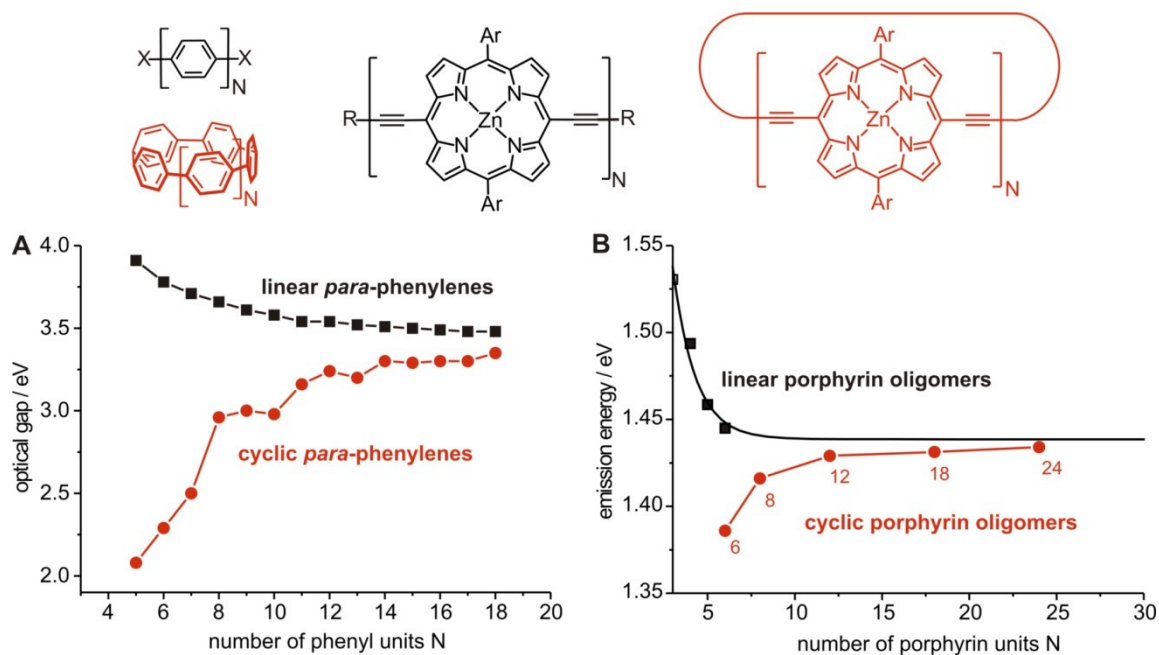 X
X
N
N
Ar
N
N
Zn
N
N
R
R
Ar
N
Ar
N
N
Zn
N
N
Ar
N
A
linear para-phenylenes
cyclic para-phenylenes
optical gap / eV
4.0
3.5
3.0
2.5
2.0
4 6 8 10 12 14 16 18 20
number of phenyl units N
B
linear porphyrin oligomers
cyclic porphyrin oligomers
6
8
12
18
24
emission energy / eV
1.55
1.50
1.45
1.40
1.35
5 10 15 20 25 30
number of porphyrin units N